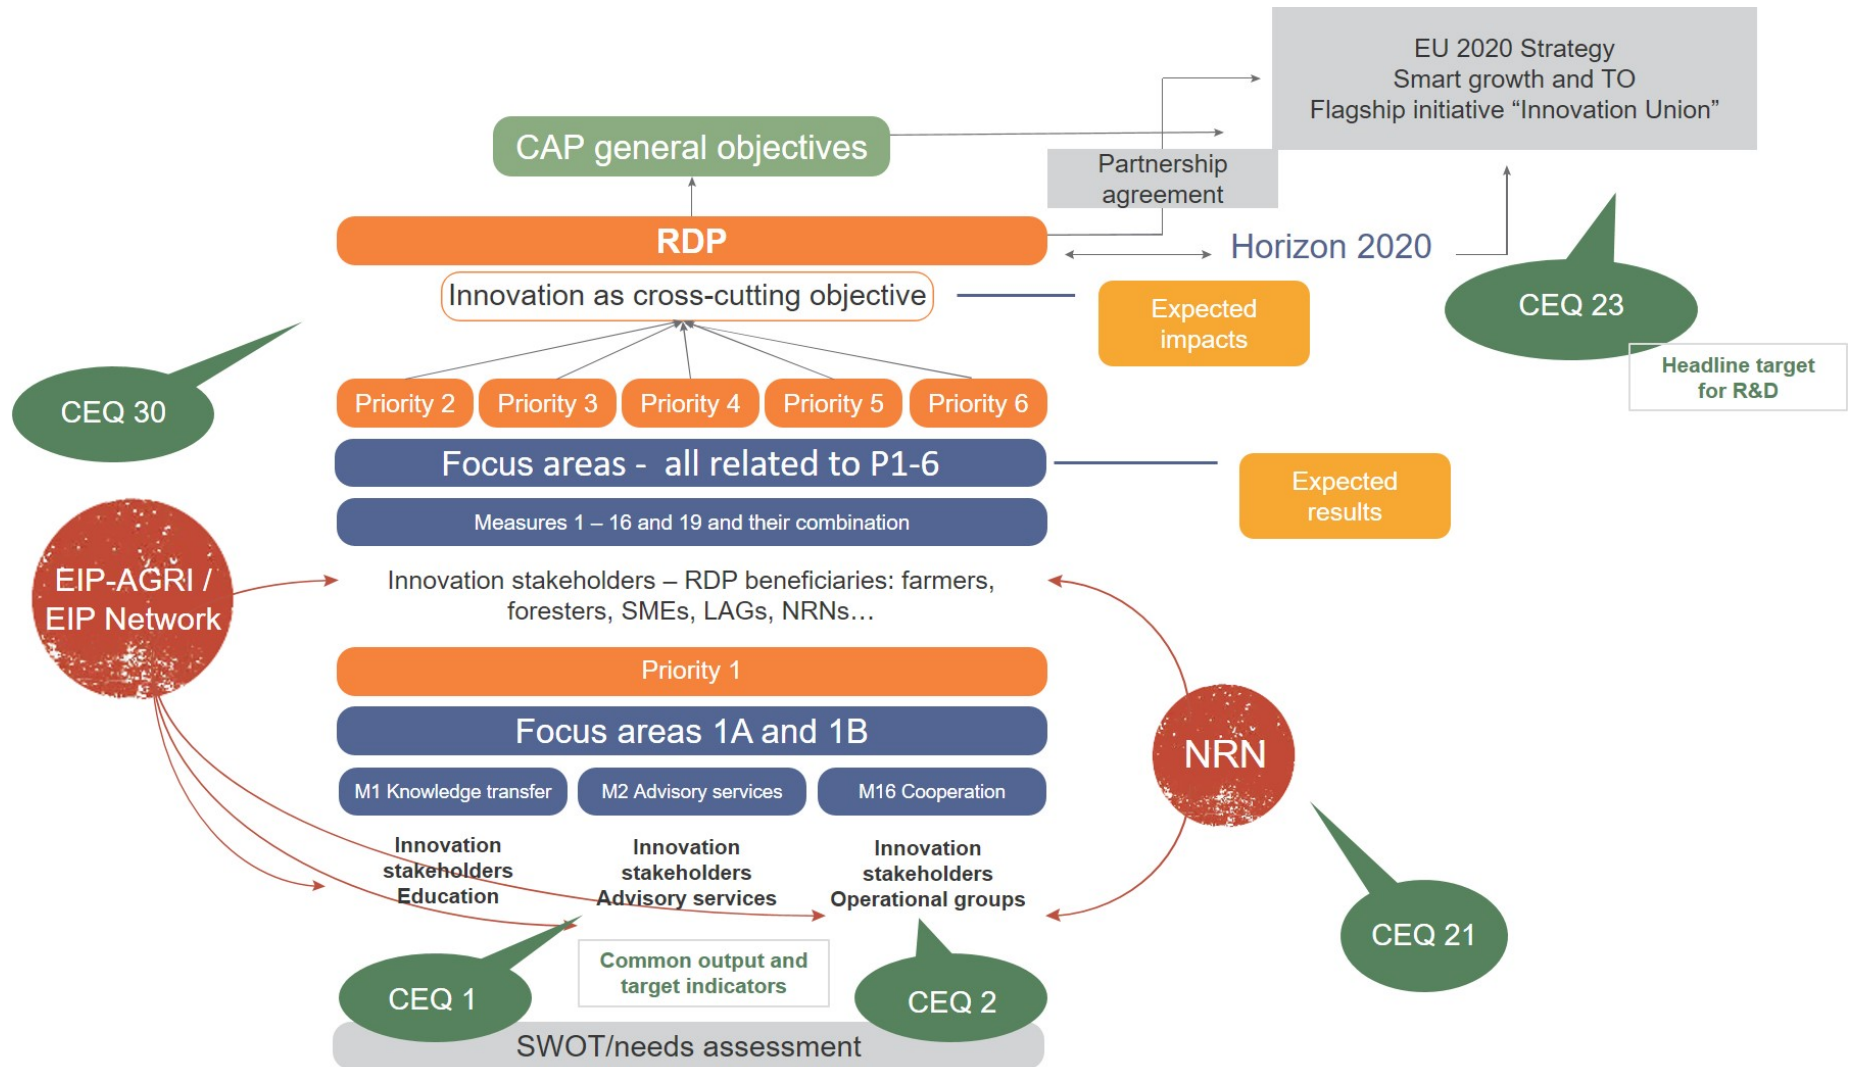 EU 2020 Strategy
Smart growth and TO
Flagship initiative “Innovation Union”
CAP general objectives
Partnership
agreement
RDP
Horizon 2020
Innovation as cross-cutting objective
Expected
impacts
CEQ 23
Headline target
for R&D
CEQ 30
Priority 2
Priority 3
Priority 4
Priority 5
Priority 6
Focus areas - all related to P1-6
Expected
results
Measures 1 – 16 and 19 and their combination
EIP-AGRI /
EIP Network
Innovation stakeholders – RDP beneficiaries: farmers,
foresters, SMEs, LAGs, NRNs…
Priority 1
Focus areas 1A and 1B
NRN
M1 Knowledge transfer
M2 Advisory services
M16 Cooperation
Innovation
stakeholders
Education
Innovation
stakeholders
Advisory services
Innovation
stakeholders
Operational groups
CEQ 21
Common output and
target indicators
CEQ 1
CEQ 2
SWOT/needs assessment